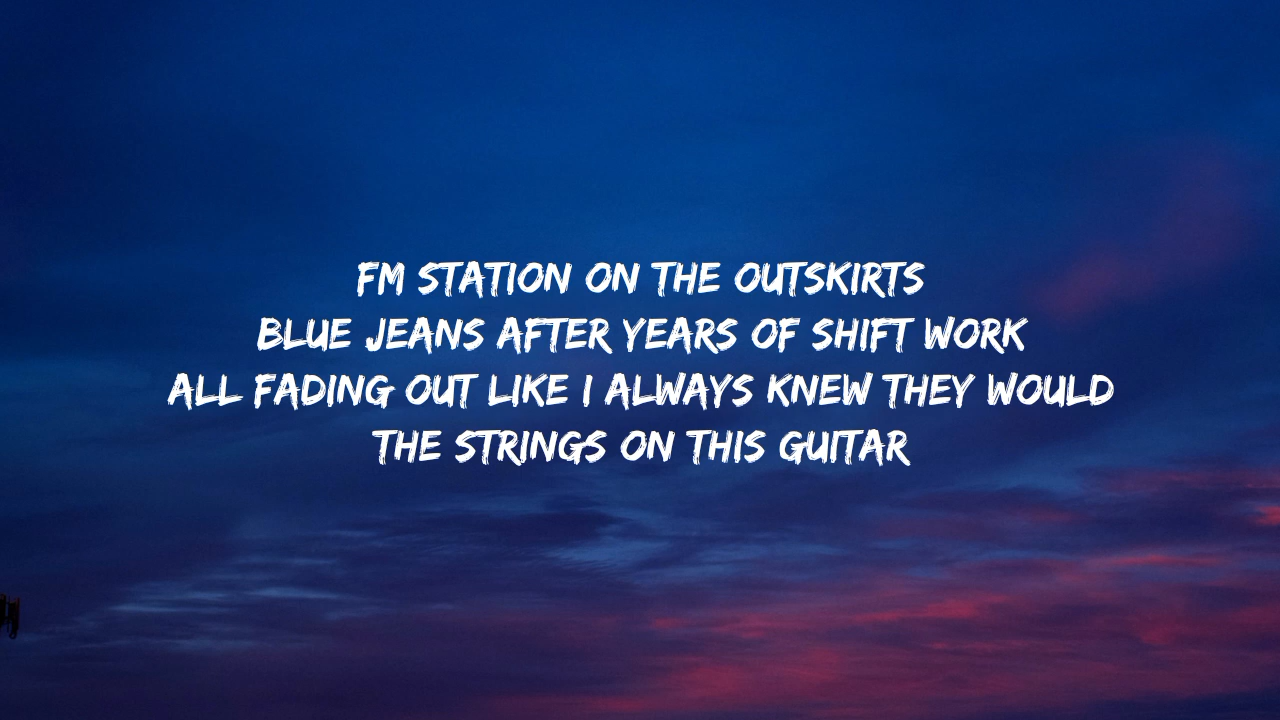 FM STATION ON THE OUTSKIRTS
BLUE JEANS AFTER YEARS OF SHIFT WORK
ALL FADING OUT LIKE I ALWAYS KNEW THEY WOULD
THE STRINGS ON THIS GUITAR